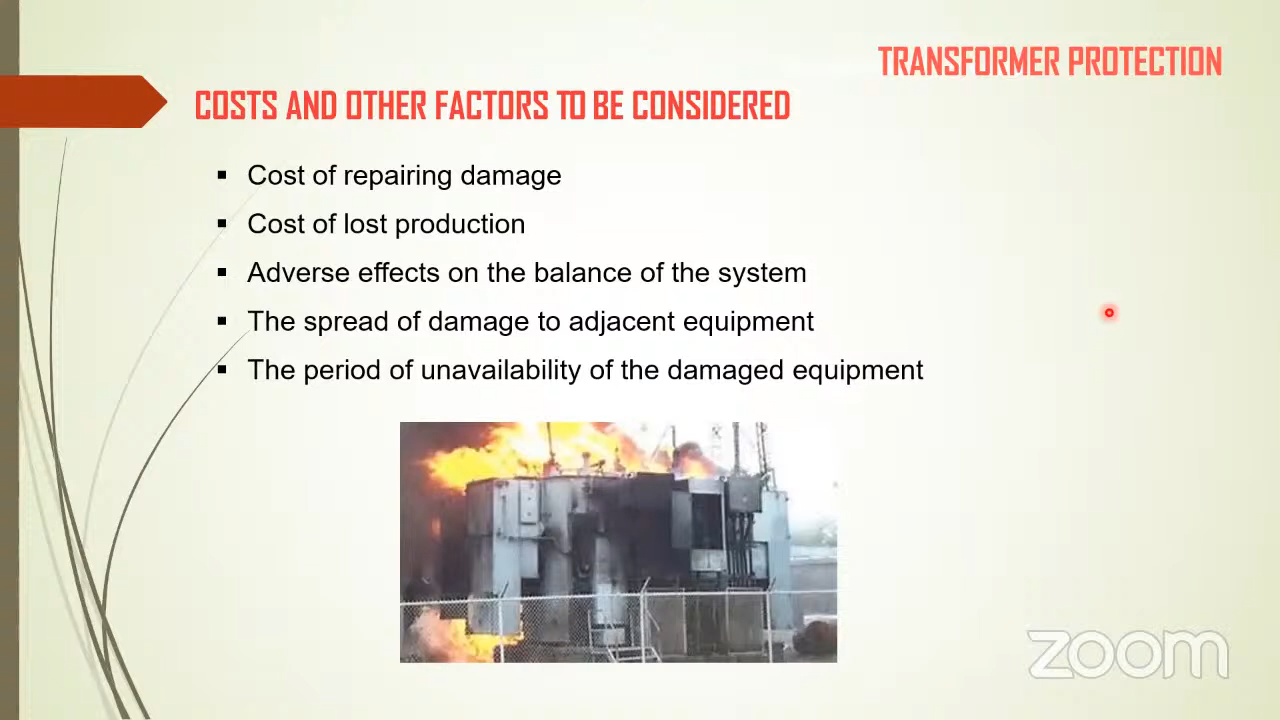 TRANSFORMER PROTECTION
COSTS AND OTHER FACTORS TO BE CONSIDERED
Cost of repairing damage
Cost of lost production
Adverse effects on the balance of the system
The spread of damage to adjacent equipment
The period of unavailability of the damaged equipment
zoom